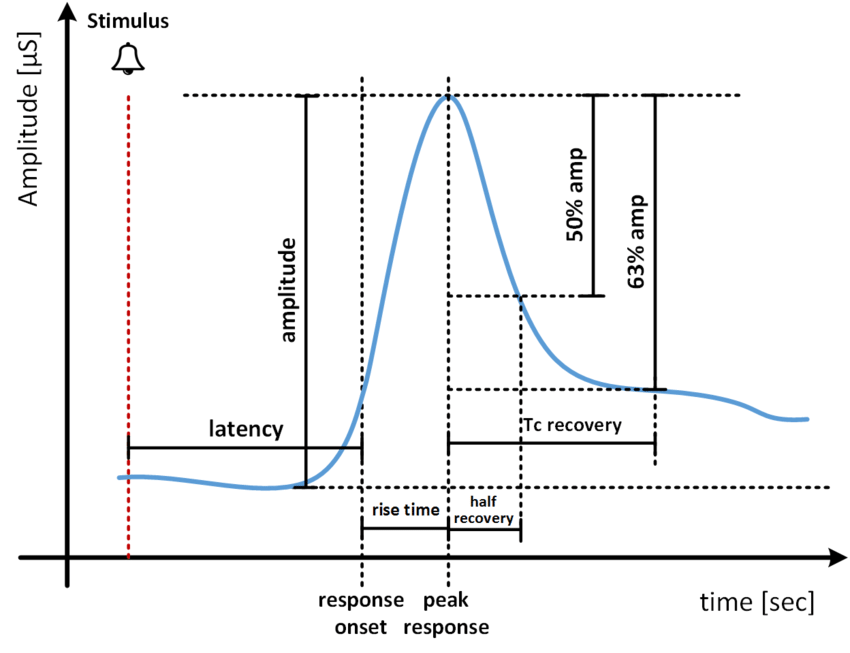 Stimulus
Amplitude [µS]
amplitude
50% amp
63% amp
latency
Tc recovery
rise time
half
recovery
response
onset
peak
response
time [sec]